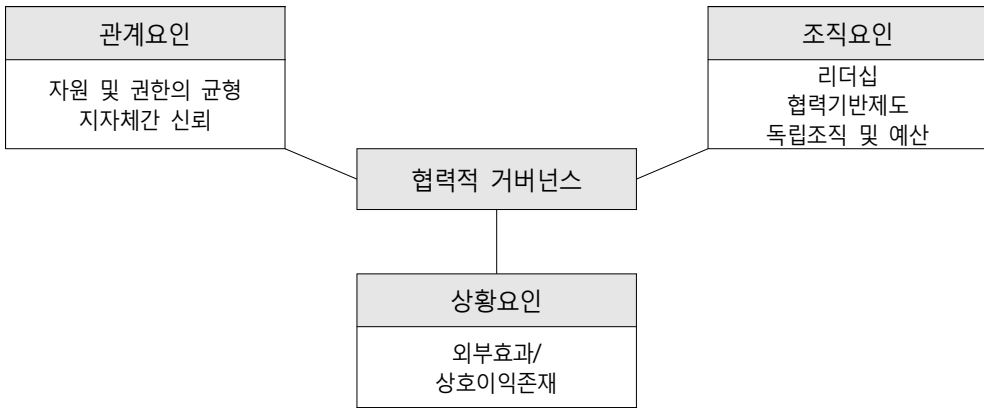 관계요인
자원 및 권한의 균형
지자체간 신뢰
조직요인
리더십
협력기반제도
독립조직 및 예산
협력적 거버넌스
상황요인
외부효과/
상호이익존재